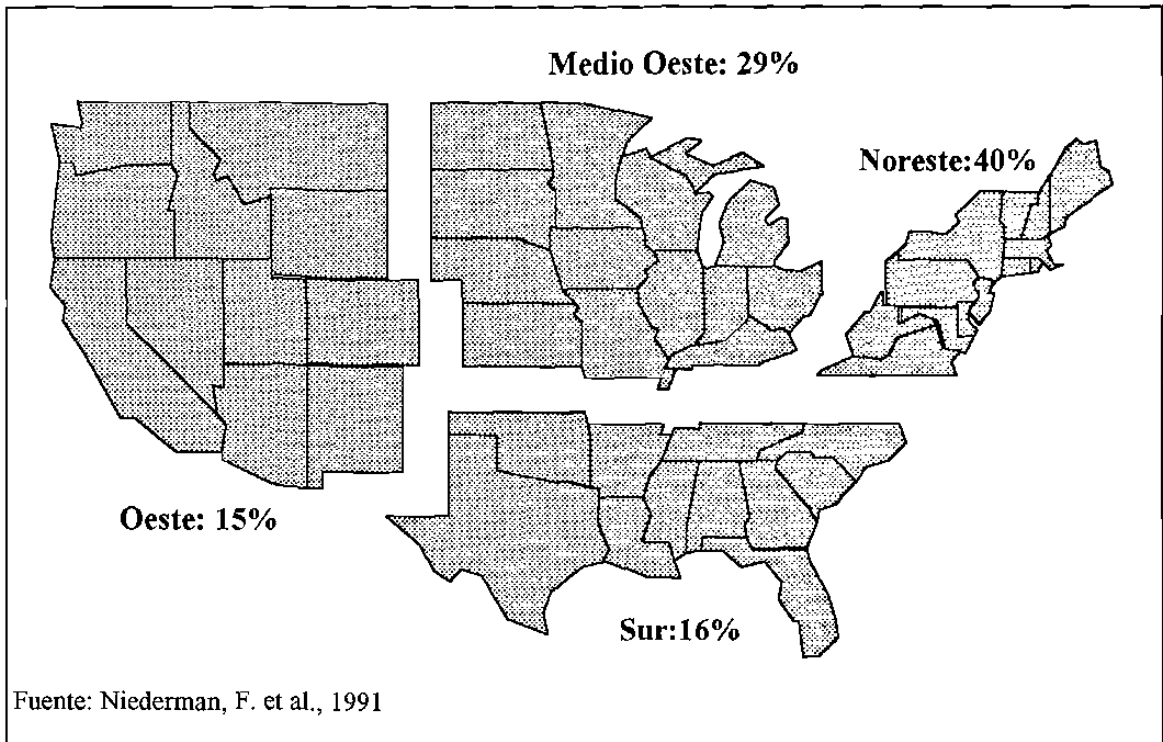 Medio Oeste: 29%
Noreste:40%
Oeste: 15%
Sur:16%
Fuente: Niederman, F. et al., 1991